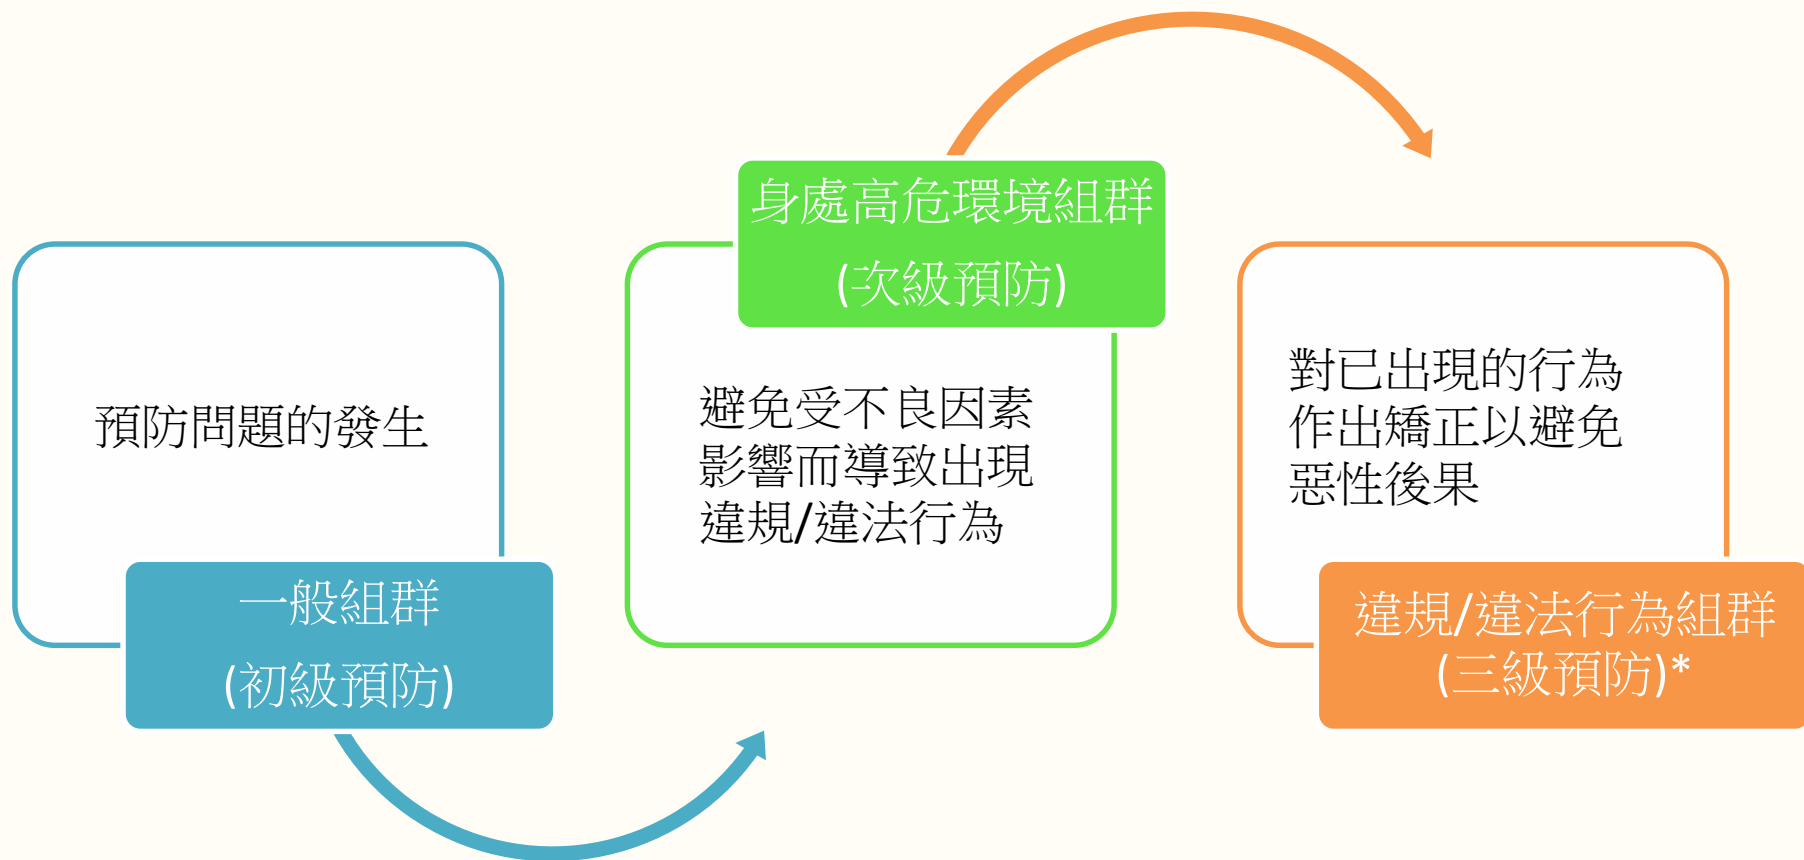 預防問題的發生
一般組群
(初級預防)
身處高危環境組群
(次級預防)
避免受不良因素
影響而導致出現
違規/違法行為
對已出現的行為
作出矯正以避免
惡性後果
違規/違法行為組群
(三級預防)*